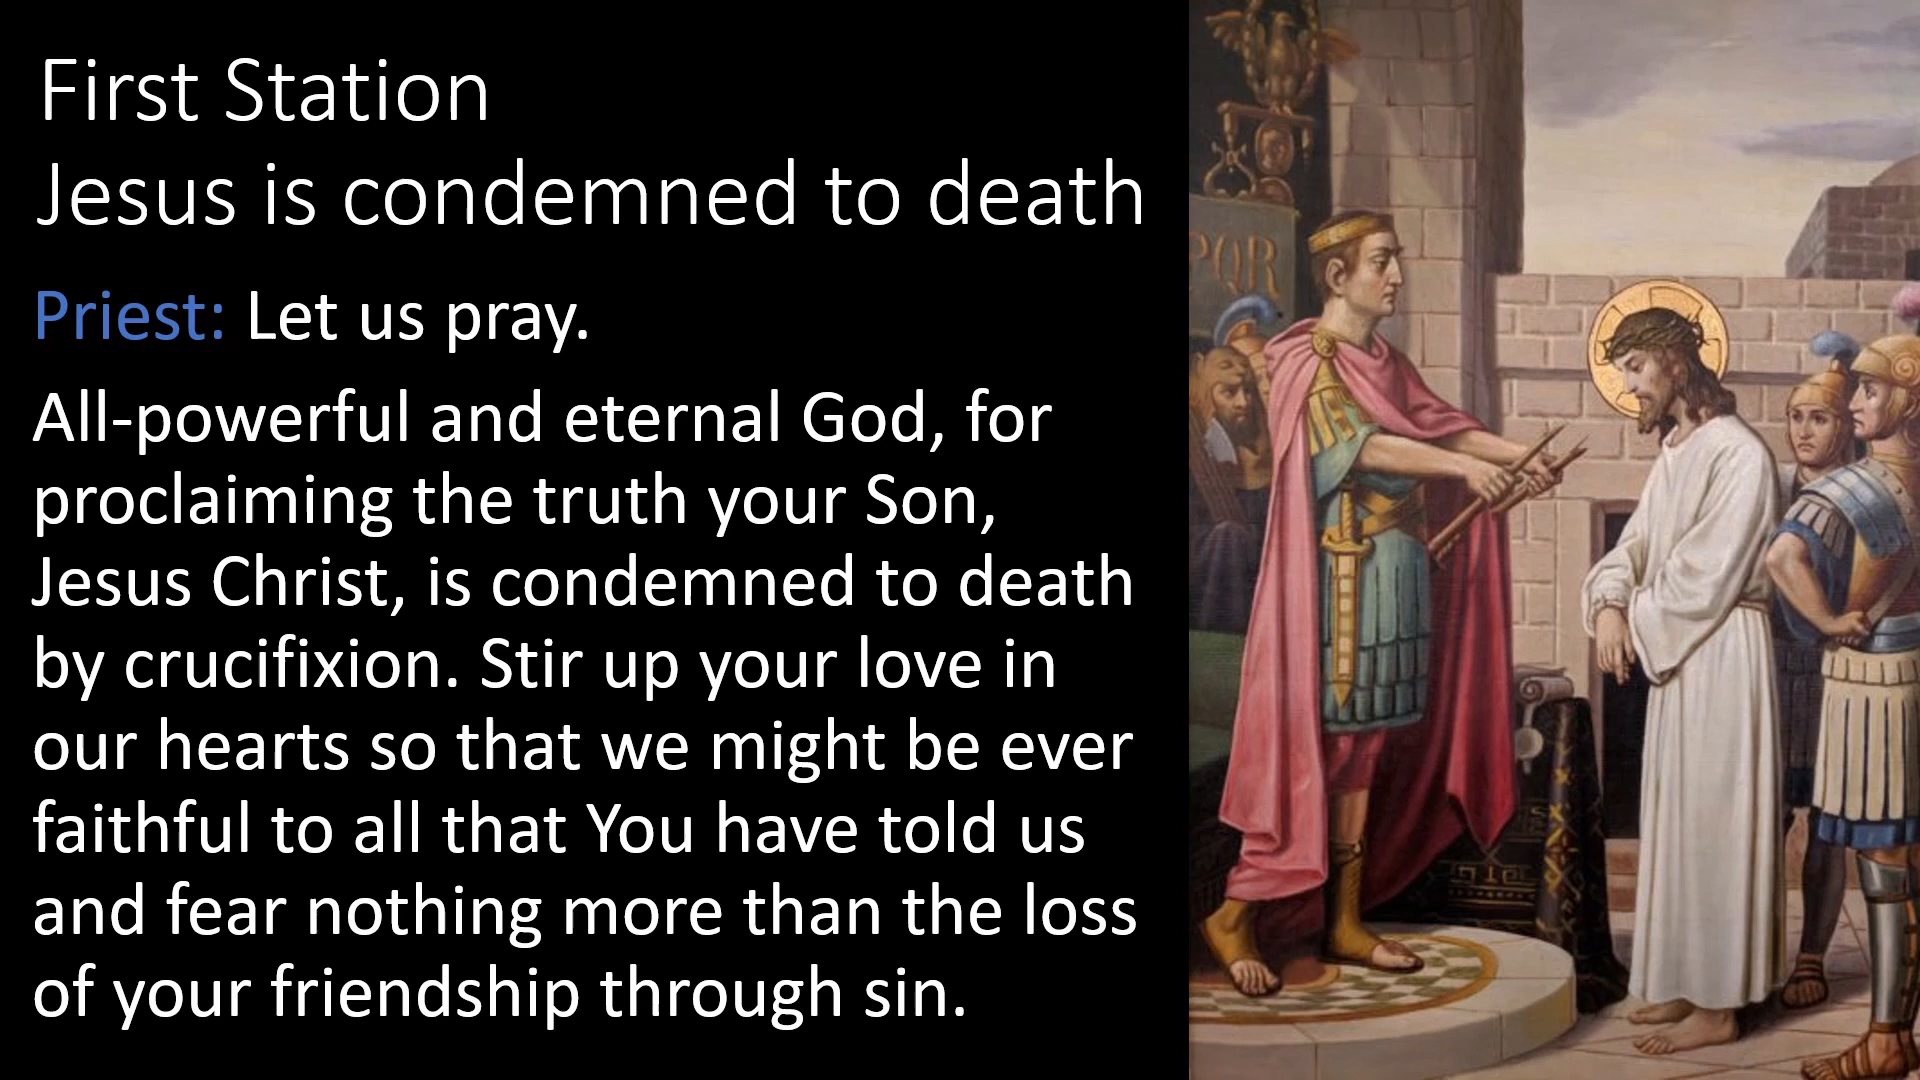 First Station
Jesus is condemned to death
Priest: Let us pray.
All-powerful and eternal God, for
proclaiming the truth your Son,
Jesus Christ, is condemned to death
by crucifixion. Stir up your love in
our hearts so that we might be ever
faithful to all that You have told us
and fear nothing more than the loss
of your friendship through sin.
PQR